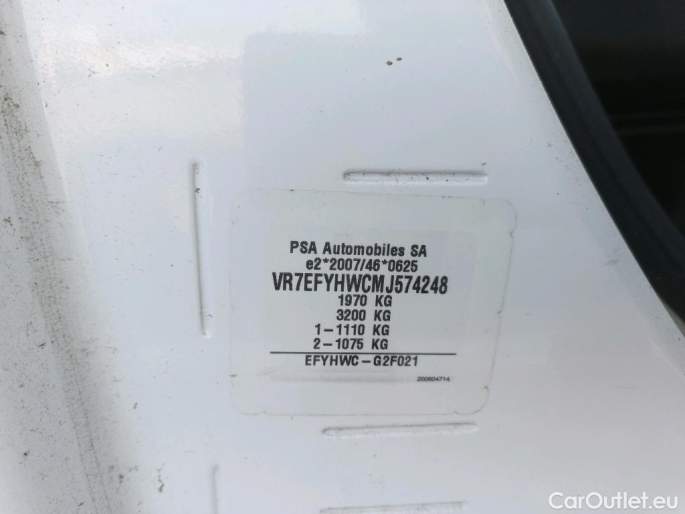 PSA Automobiles SA
e2*2007/46*0625
VR7EFYHWCMJ574248
1970 KG
3200 KG
1-1110 KG
2-1075 KG
EFYHWC-G2F021
200604714
CarOutlet.eu